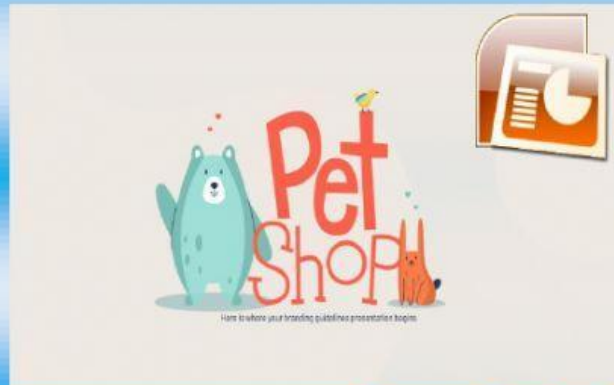 Pet
Shop
Here is where your branding guidelines presentation begins